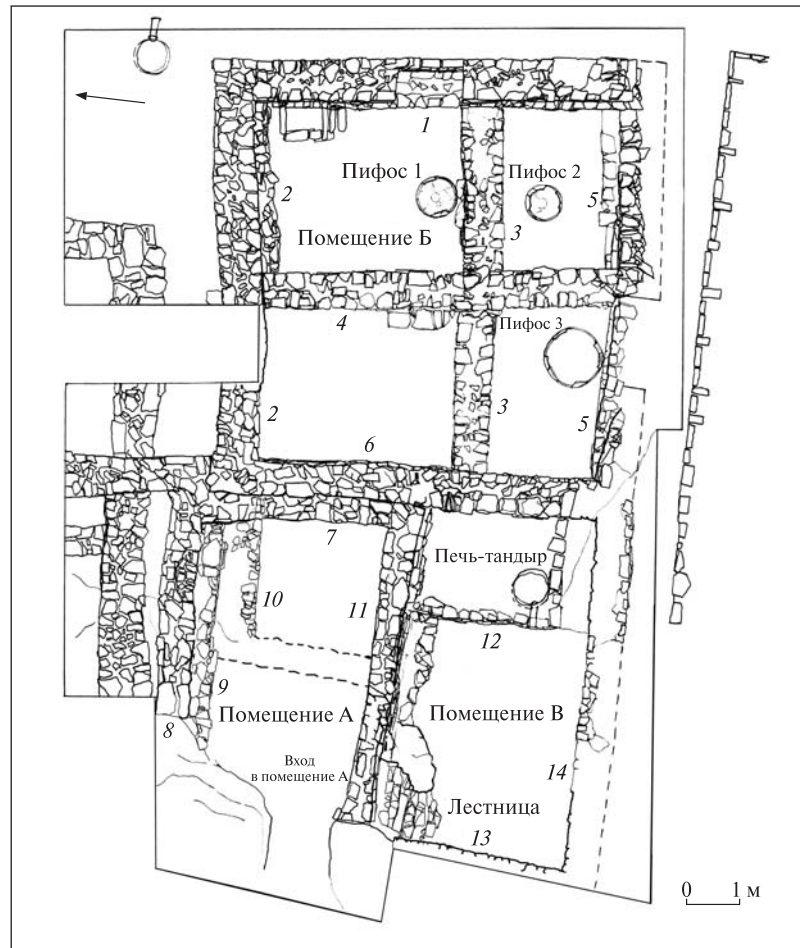 1
Пифос 1
Пифос 2
2
5
3
Помещение Б
4
Пифос 3
2
3
5
6
7
Печь-тандыр
10
11
12
9
Помещение А
Помещение В
8
Вход
в помещение А
14
Лестница
13
0 1 м